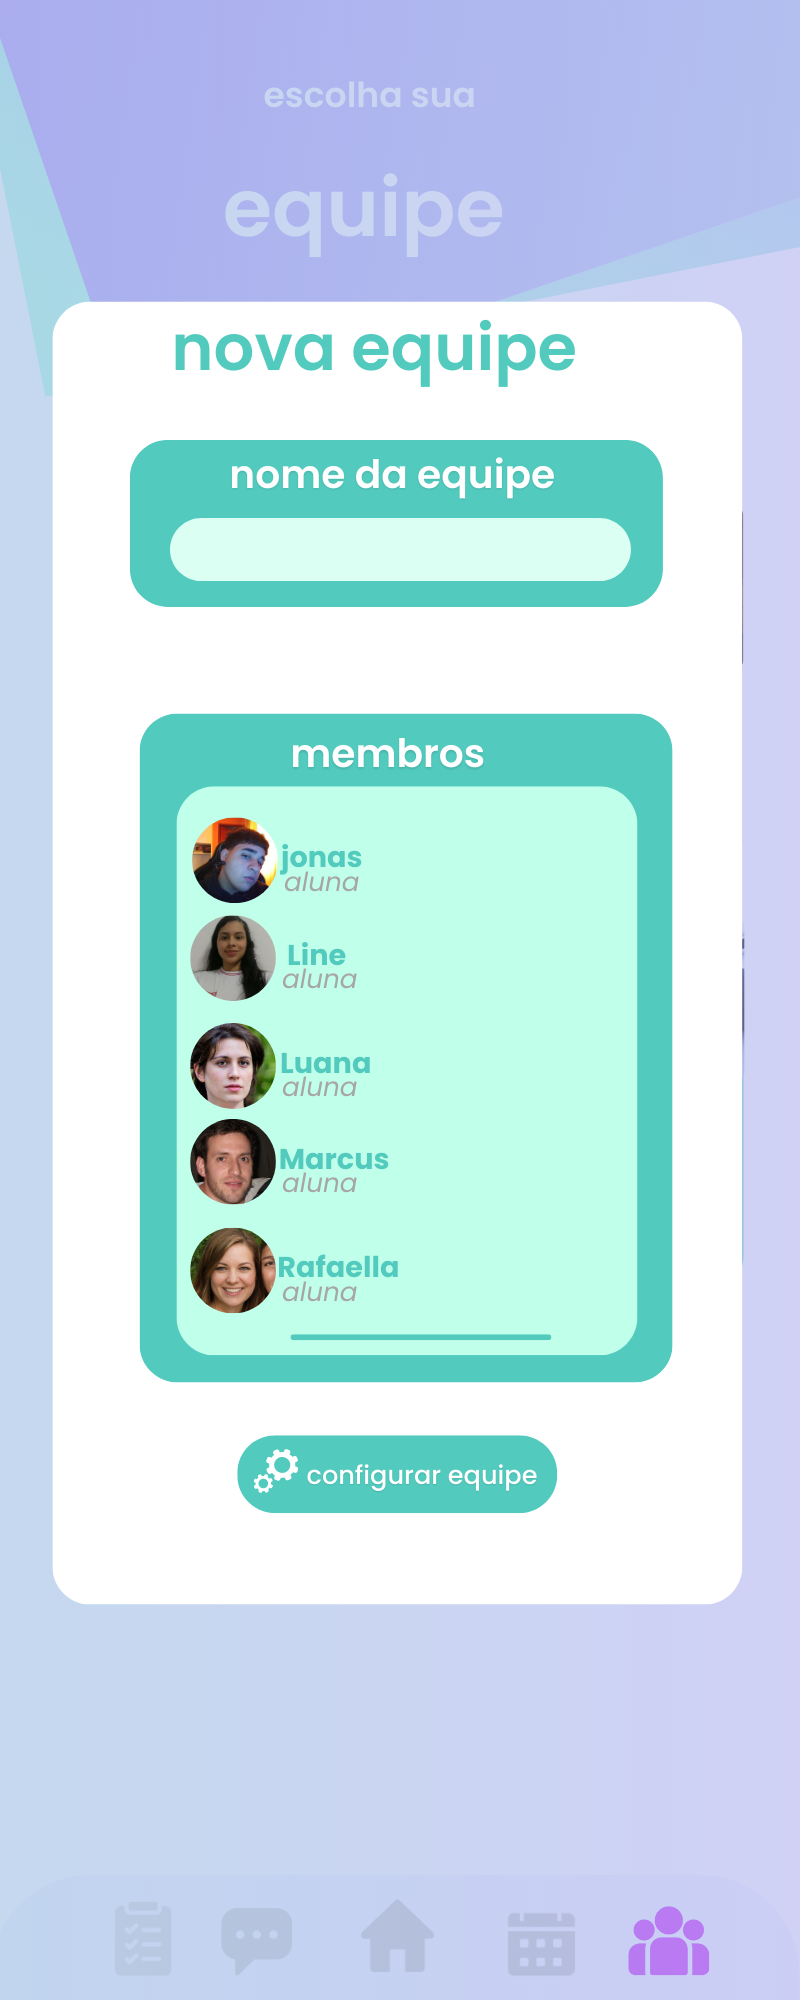 escolha sua
equipe
nova equipe
nome da equipe
membros
jonas
aluna
Line
aluna
Luana
aluna
Marcus
aluna
Rafaella
aluna
configurar equipe